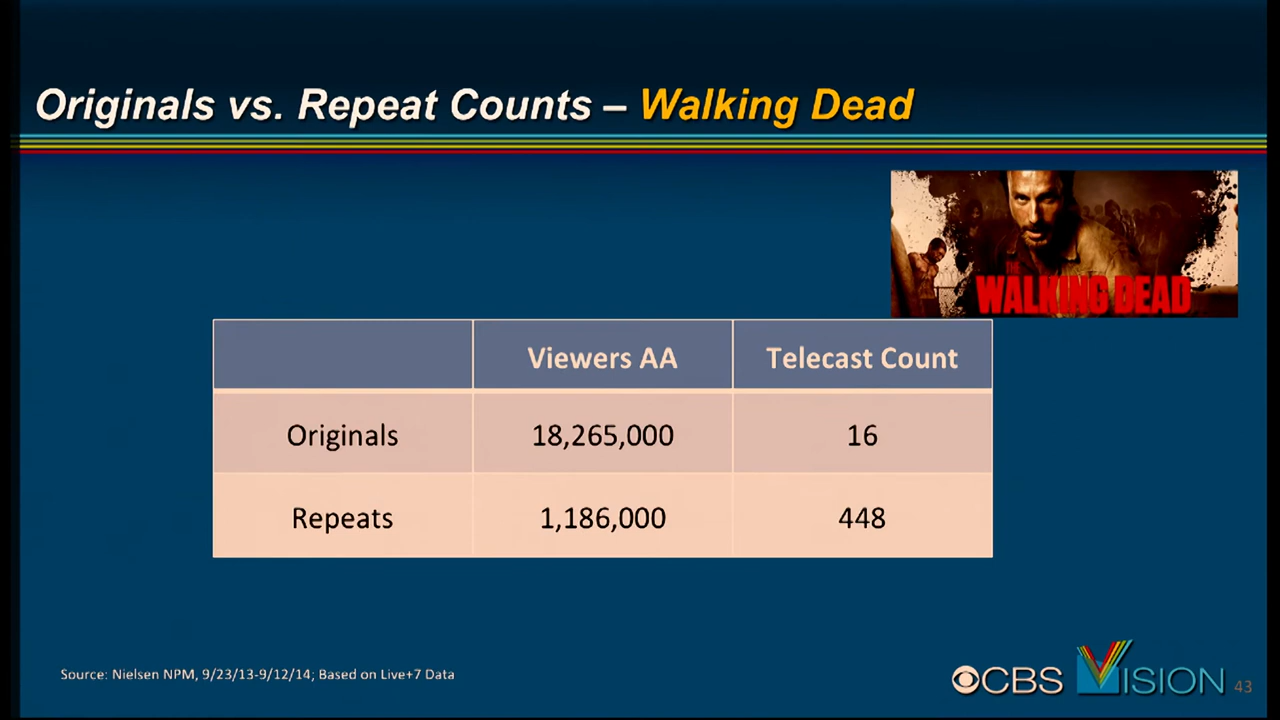 Originals vs. Repeat Counts – Walking Dead
THE
WALKING DEAD
Viewers AA Telecast Count
Originals 18,265,000 16
Repeats 1,186,000 448
Source: Nielsen NPM, 9/23/13-9/12/14; Based on Live+7 Data
CBS VISION 43